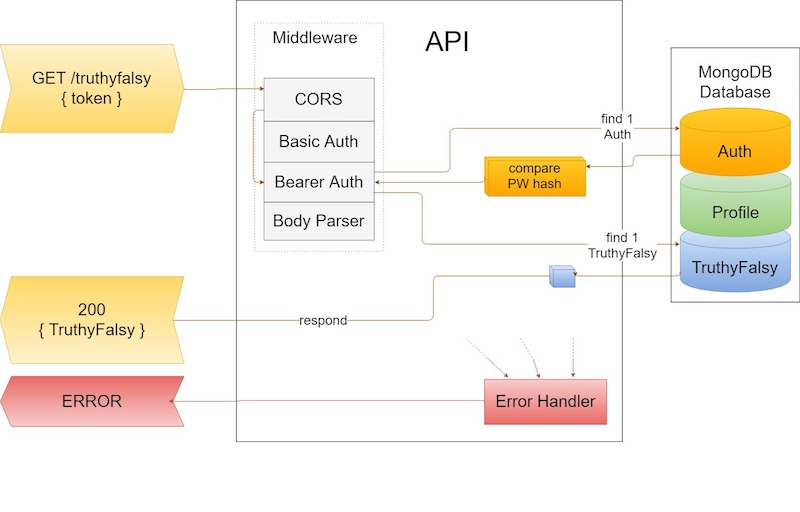 Middleware
API
MongoDB
Database
GET /truthyfalsy
{ token }
CORS
Basic Auth
Bearer Auth
Body Parser
find 1
Auth
compare
PW hash
Auth
Profile
find 1
TruthyFalsy
TruthyFalsy
200
{ TruthyFalsy }
respond
ERROR
Error Handler